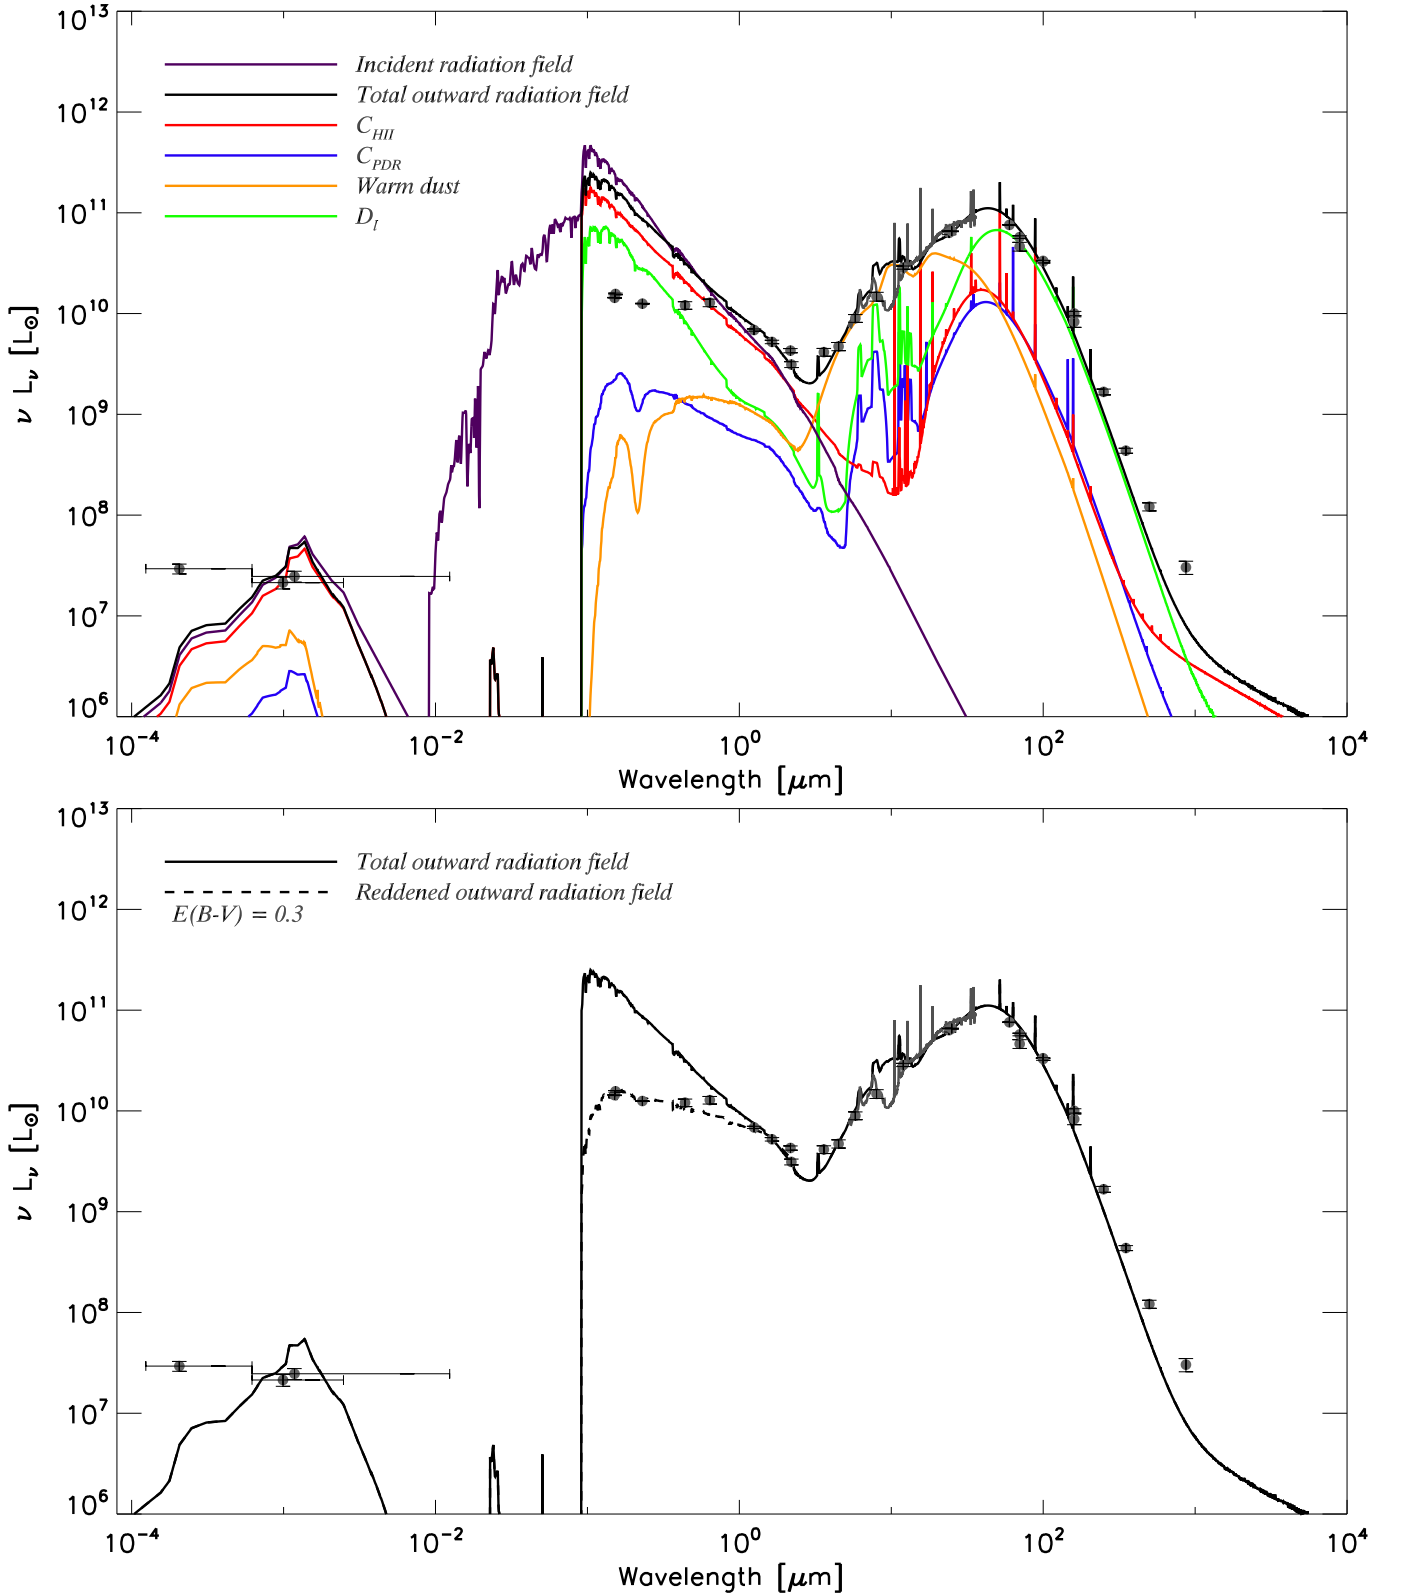 10^13
10^12
10^11
10^10
10^9
10^8
10^7
10^6
ν L_ν [L_⊙]
Incident radiation field
Total outward radiation field
C_HII
C_PDR
Warm dust
D_I
10^-4
10^-2
10^0
10^2
10^4
Wavelength [μm]
10^13
10^12
10^11
10^10
10^9
10^8
10^7
10^6
ν L_ν [L_⊙]
Total outward radiation field
Reddened outward radiation field
E(B-V) = 0.3
10^-4
10^-2
10^0
10^2
10^4
Wavelength [μm]